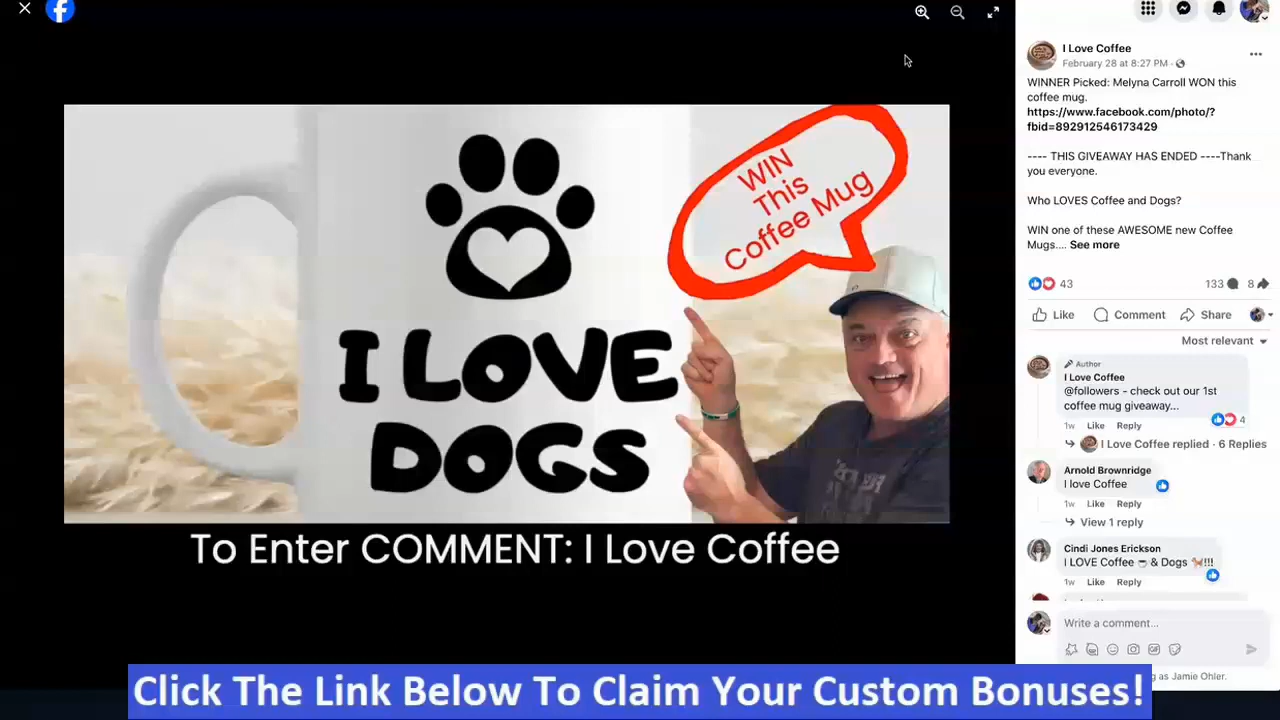 WIN
This
Coffee Mug
I LOVE
DOGS
To Enter COMMENT: I Love Coffee
I Love Coffee
February 28 at 8:27 PM ·
WINNER Picked: Melyna Carroll WON this
coffee mug.
https://www.facebook.com/photo/?
fbid=892912546173429
---- THIS GIVEAWAY HAS ENDED ----Thank
you everyone.
Who LOVES Coffee and Dogs?
WIN one of these AWESOME new Coffee
Mugs.... See more
43
133
8
Like
Comment
Share
Most relevant
Author
I Love Coffee
@followers - check out our 1st
coffee mug giveaway...
4
1w Like Reply
I Love Coffee replied · 6 Replies
Arnold Brownridge
I love Coffee
1w Like Reply
View 1 reply
Cindi Jones Erickson
I LOVE Coffee ☕ & Dogs 🐕!!!
1w Like Reply
Write a comment...
g as Jamie Ohler.
Click The Link Below To Claim Your Custom Bonuses!